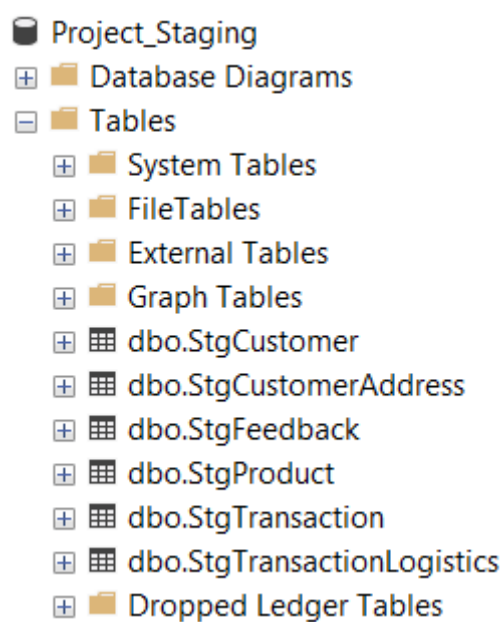 Project_Staging
Database Diagrams
Tables
System Tables
FileTables
External Tables
Graph Tables
dbo.StgCustomer
dbo.StgCustomerAddress
dbo.StgFeedback
dbo.StgProduct
dbo.StgTransaction
dbo.StgTransactionLogistics
Dropped Ledger Tables